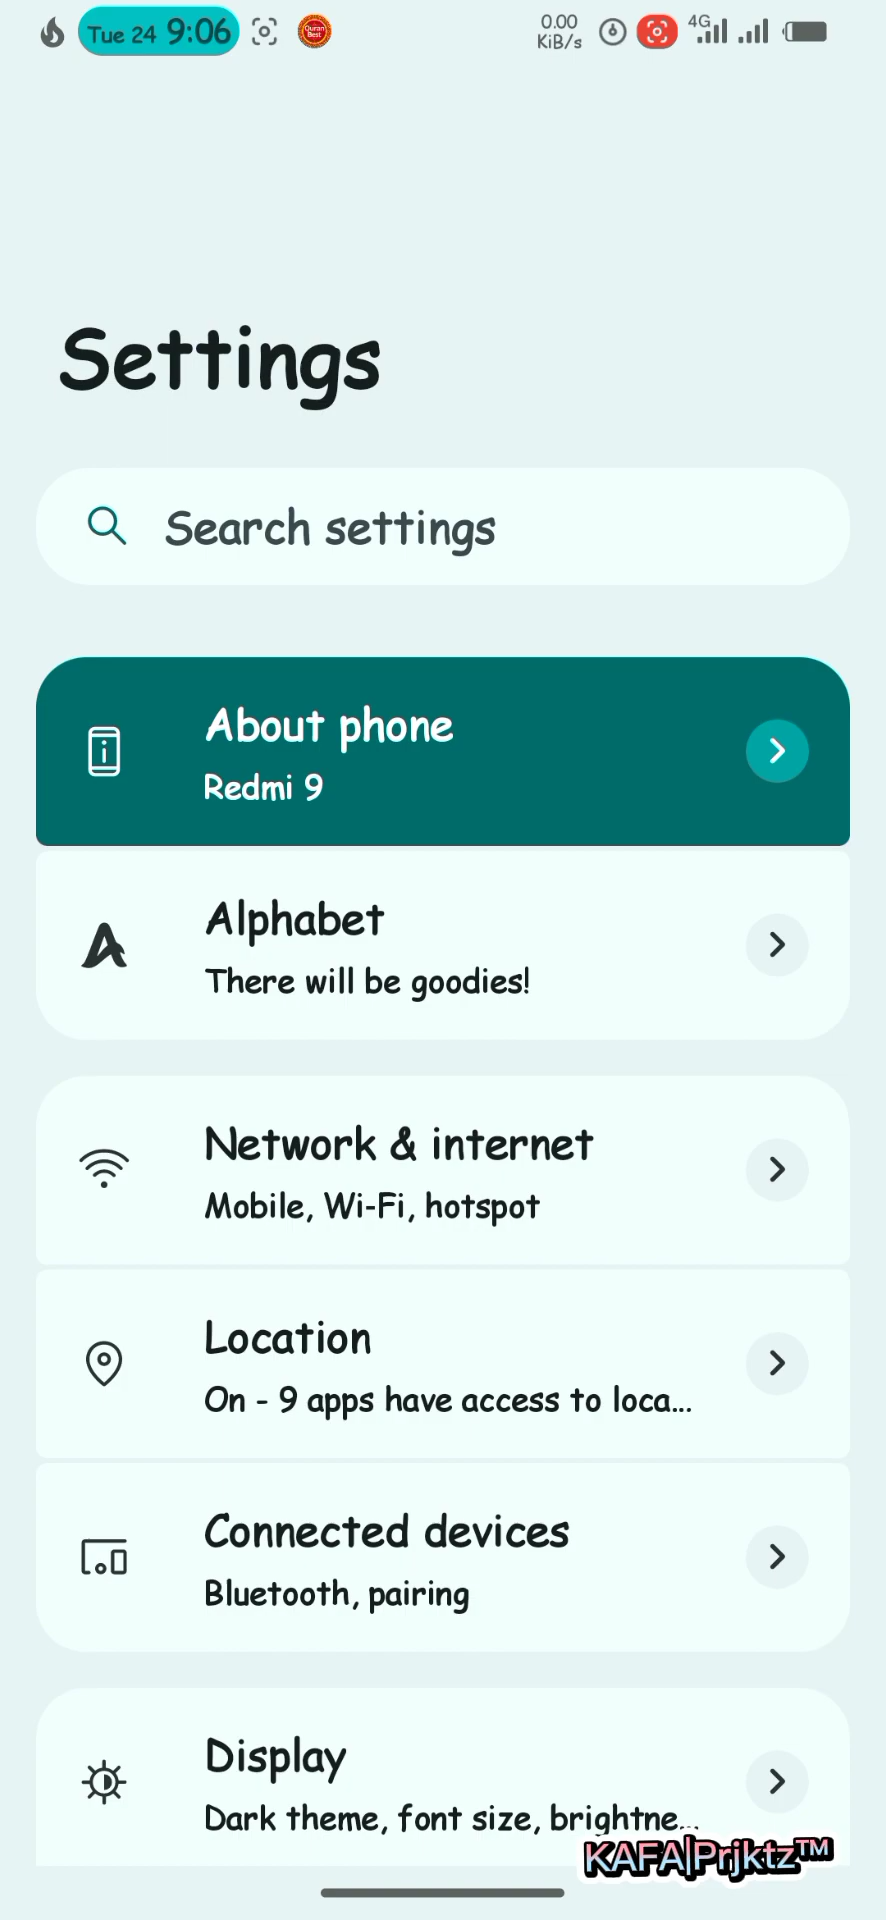 Tue 24 9:06
Quran Best
0.00
KiB/s
4G
Settings
Search settings
About phone
Redmi 9
Alphabet
There will be goodies!
Network & internet
Mobile, Wi-Fi, hotspot
Location
On - 9 apps have access to loca...
Connected devices
Bluetooth, pairing
Display
Dark theme, font size, brightne...
KAFA|Prjktz™